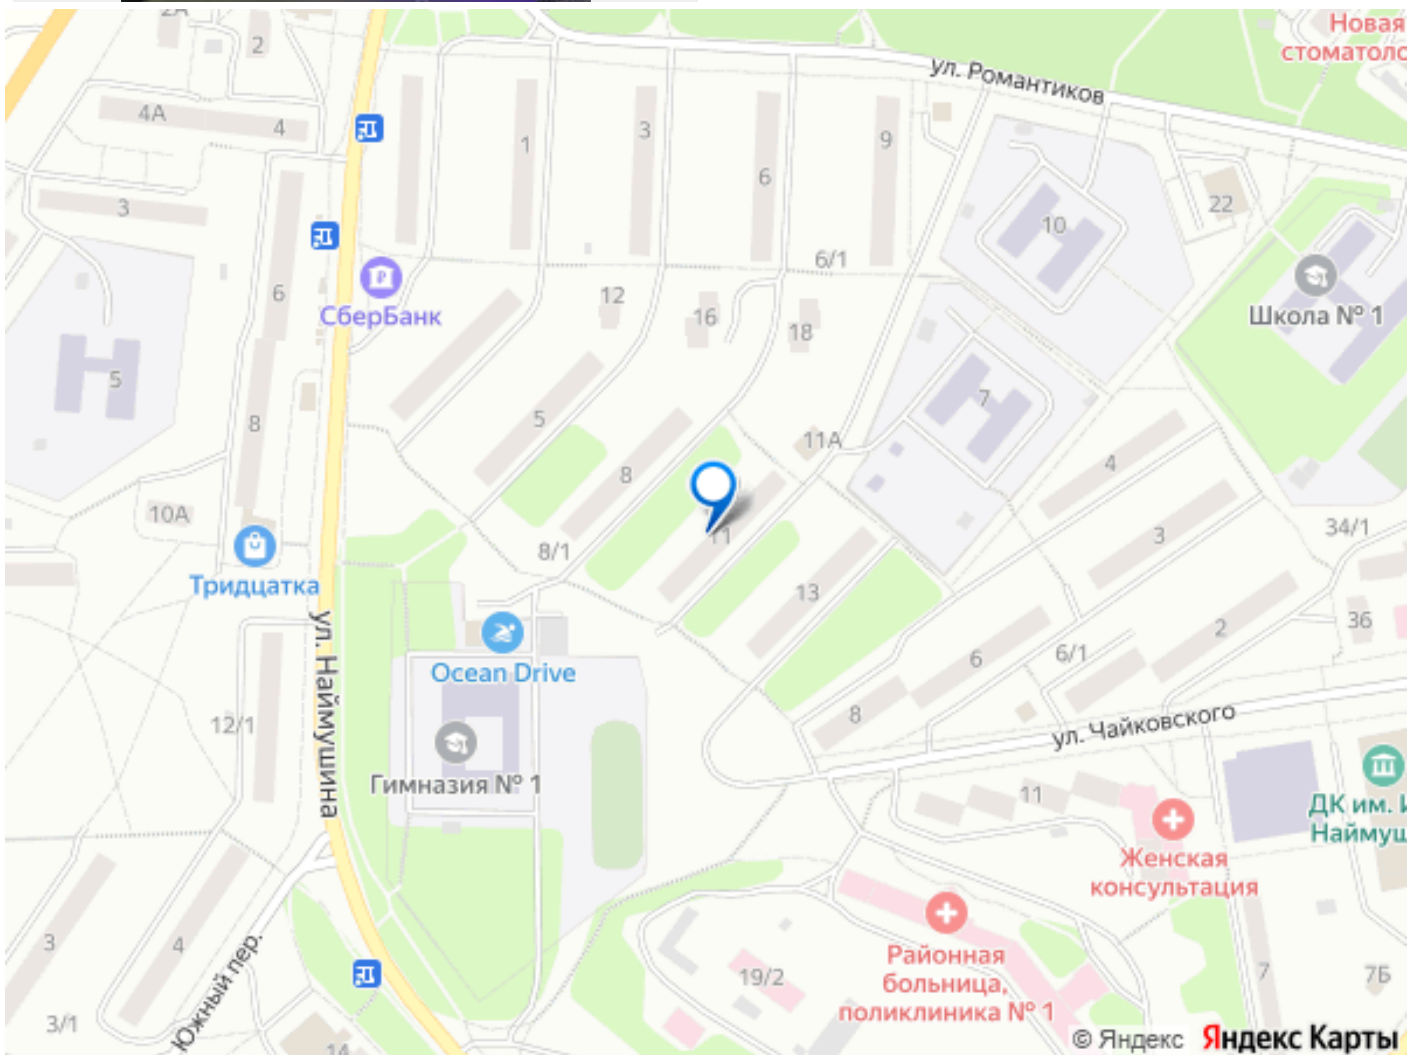 Новая
стоматоло
ул. Романтиков
2А
2
4А
4
1
3
6
9
10
22
3
6
СберБанк
12
16
6/1
18
Школа № 1
5
8
5
8
11А
7
4
3
34/1
10А
Тридцатка
8/1
11
13
2
36
6
6/1
ул. Наймушина
Ocean Drive
12/1
Гимназия № 1
8
ул. Чайковского
11
ДК им. И
Наймуш
Женская
консультация
3
4
Южный пер.
3/1
14
19/2
Районная
больница,
поликлиника № 1
7
7Б
© Яндекс Яндекс Карты